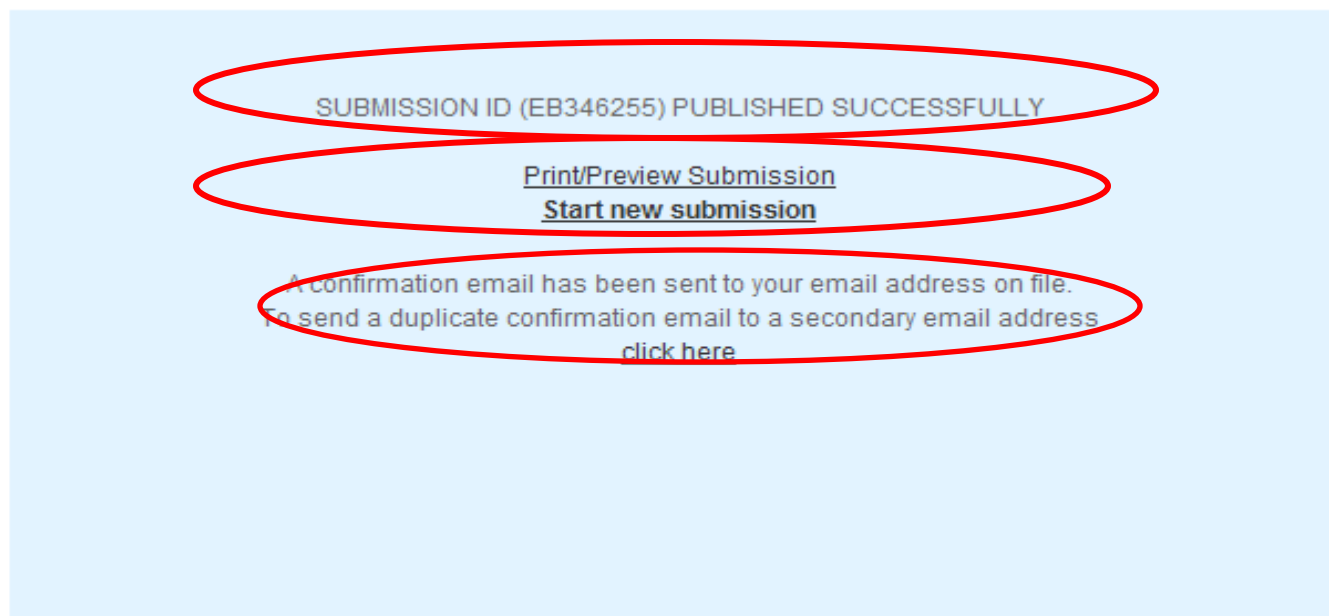 SUBMISSION ID (EB346255) PUBLISHED SUCCESSFULLY
Print/Preview Submission
Start new submission
A confirmation email has been sent to your email address on file.
To send a duplicate confirmation email to a secondary email address
click here